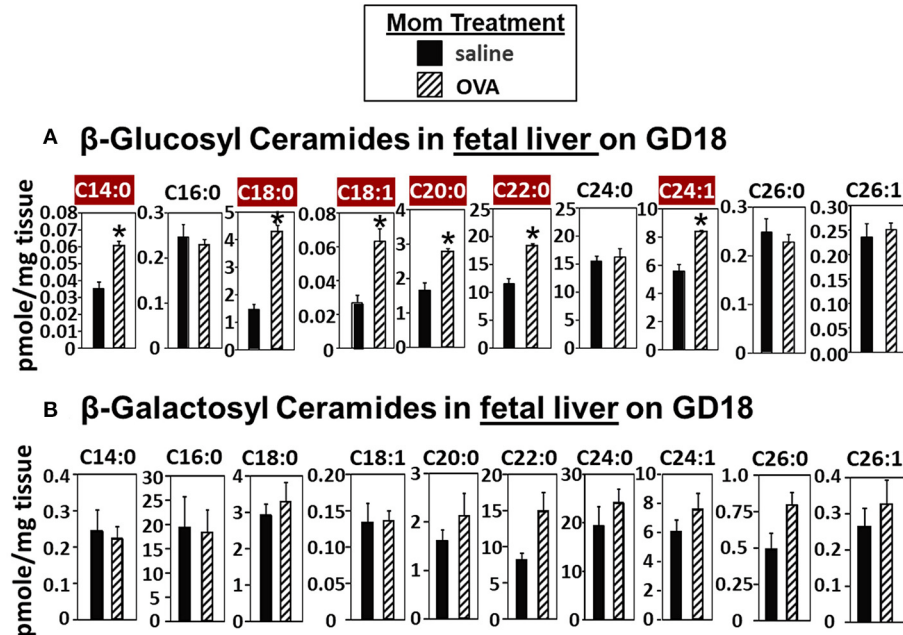 Mom Treatment
saline
OVA
A β-Glucosyl Ceramides in fetal liver on GD18
C14:0 C16:0 C18:0 C18:1 C20:0 C22:0 C24:0 C24:1 C26:0 C26:1
pmole/mg tissue
0.08 0.07 0.06 0.05 0.04 0.03 0.02 0.01 0
*
0.3 0.2 0.1 0
5 4 3 2 1 0
*
0.08 0.06 0.04 0.02 0
*
4 3 2 1 0
*
25 20 15 10 5 0
*
25 20 15 10 5 0
10 8 6 4 2 0
*
0.3 0.2 0.1 0
0.30 0.25 0.20 0.25 0.20 0.00
B β-Galactosyl Ceramides in fetal liver on GD18
C14:0 C16:0 C18:0 C18:1 C20:0 C22:0 C24:0 C24:1 C26:0 C26:1
pmole/mg tissue
0.4 0.3 0.2 0.1 0
30 25 20 15 10 5 0
4 3 2 1 0
0.20 0.15 0.10 0.05 0
3 2 1 0
20 15 10 5 0
30 20 10 0
10 8 6 4 2 0
1.0 0.75 0.5 0
0.4 0.3 0.2 0.1 0